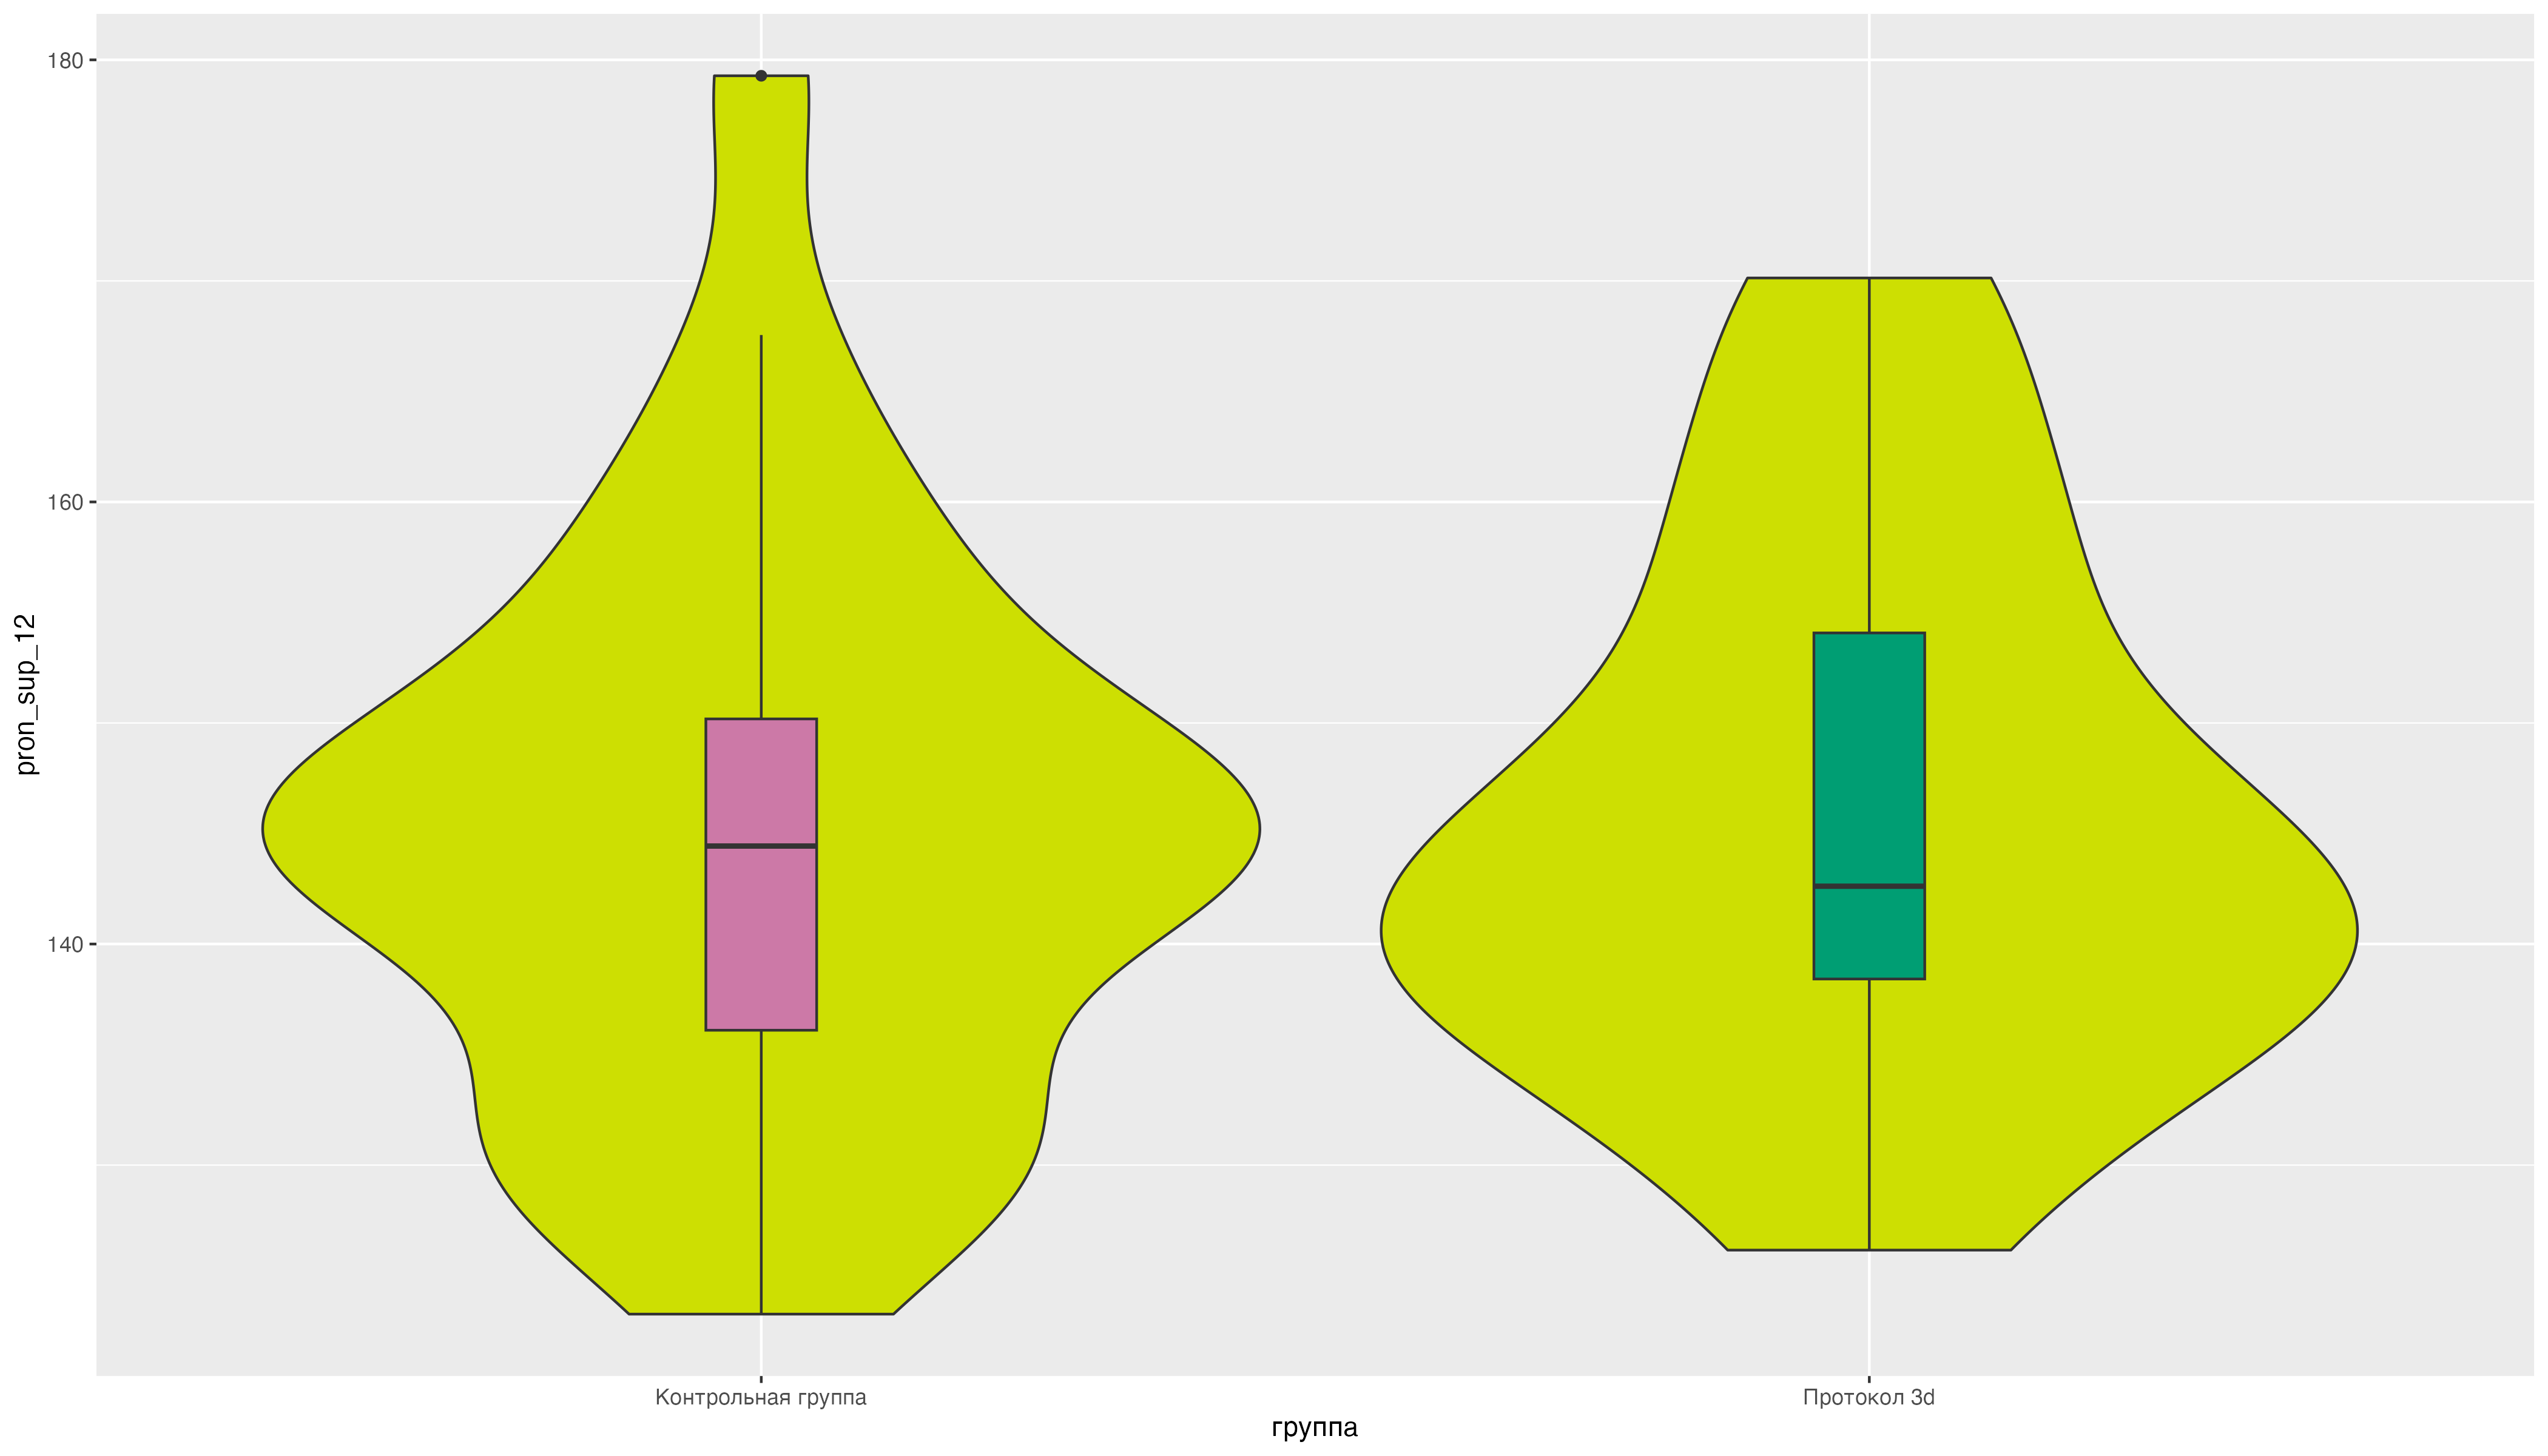 180
160
140
pron_sup_12
Контрольная группа
Протокол 3d
группа